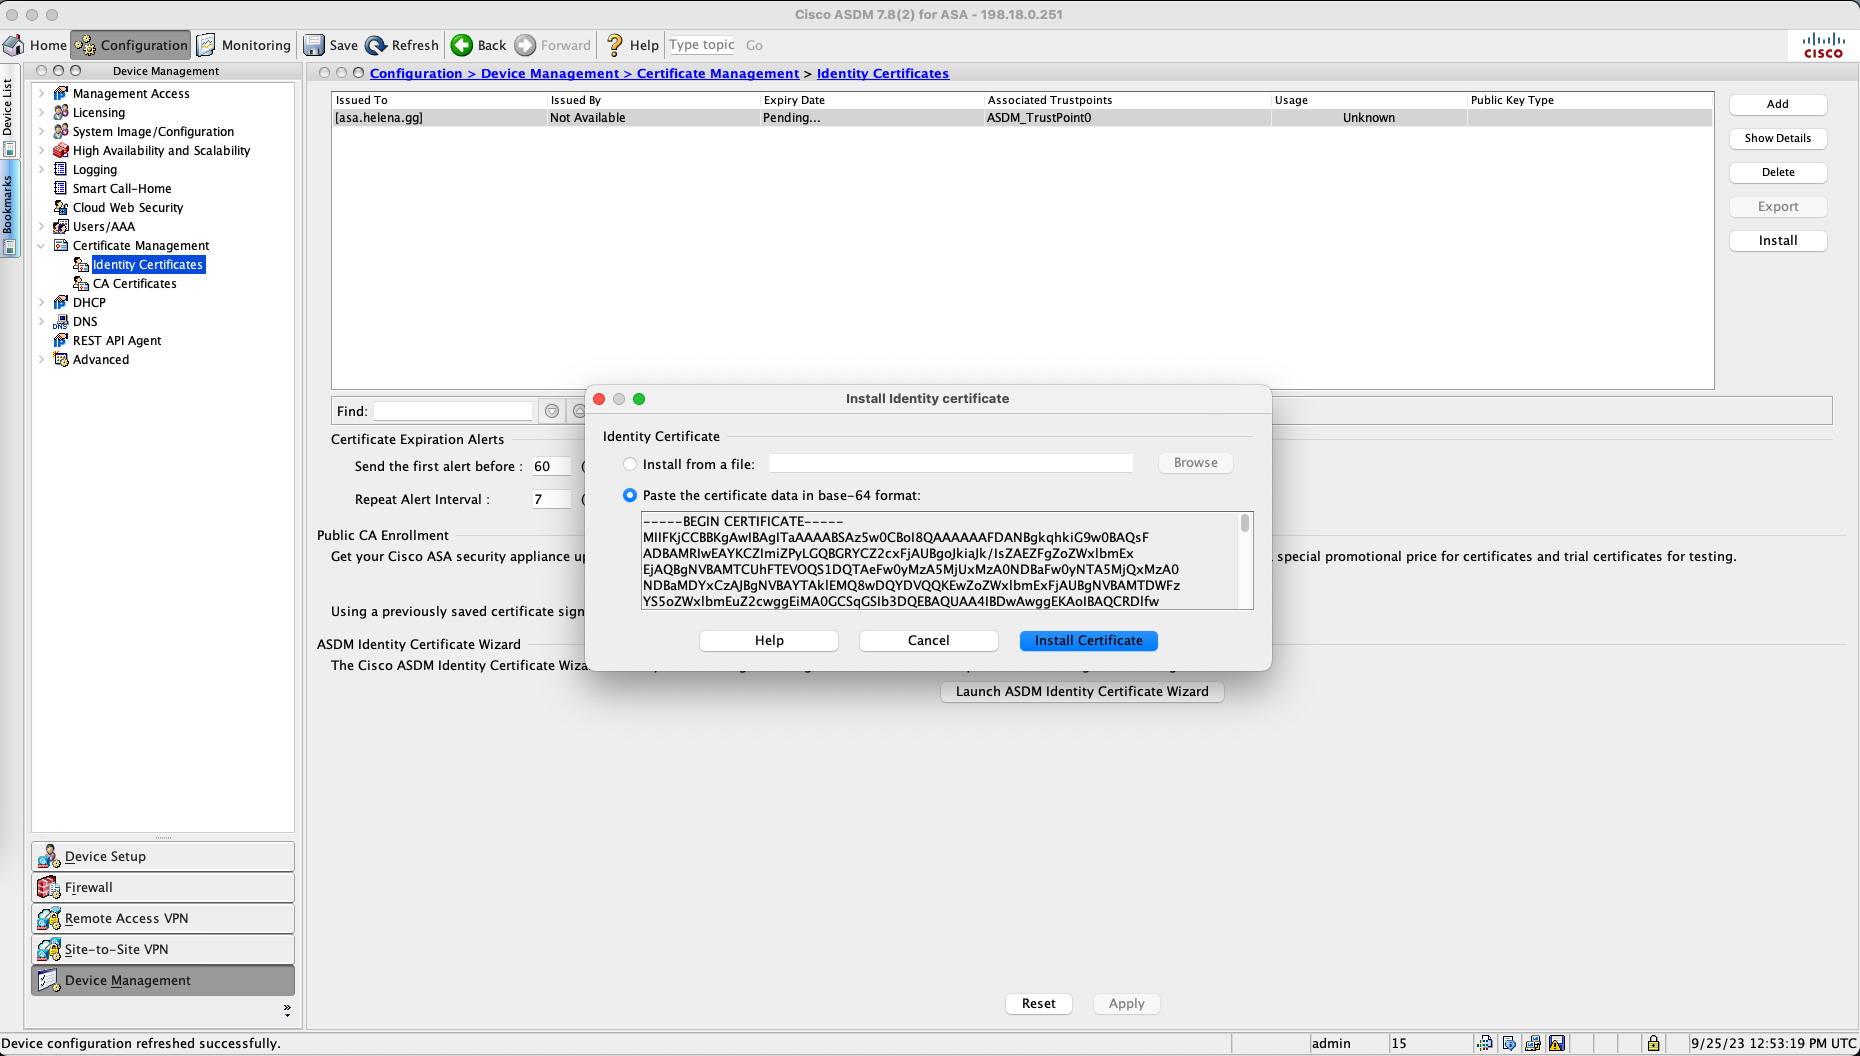 Cisco ASDM 7.8(2) for ASA - 198.18.0.251
Home Configuration Monitoring Save Refresh Back Forward Help Type topic Go
cisco
Device List
Bookmarks
Device Management
Management Access
Licensing
System Image/Configuration
High Availability and Scalability
Logging
Smart Call-Home
Cloud Web Security
Users/AAA
Certificate Management
Identity Certificates
CA Certificates
DHCP
DNS
REST API Agent
Advanced
Device Setup
Firewall
Remote Access VPN
Site-to-Site VPN
Device Management
Configuration > Device Management > Certificate Management > Identity Certificates
Issued To Issued By Expiry Date Associated Trustpoints Usage Public Key Type
[asa.helena.gg] Not Available Pending... ASDM_TrustPoint0 Unknown
Add
Show Details
Delete
Export
Install
Find:
Certificate Expiration Alerts
Send the first alert before : 60 (
Repeat Alert Interval : 7 (
Public CA Enrollment
Get your Cisco ASA security appliance up
special promotional price for certificates and trial certificates for testing.
Using a previously saved certificate sign
ASDM Identity Certificate Wizard
The Cisco ASDM Identity Certificate Wiza
Launch ASDM Identity Certificate Wizard
Install Identity certificate
Identity Certificate
Install from a file: Browse
Paste the certificate data in base-64 format:
-----BEGIN CERTIFICATE-----
MIIFKjCCBBKgAwIBAgITaAAAABSAz5w0CBoI8QAAAAAAFDANBgkqhkiG9w0BAQsF
ADBAMRIwEAYKCZImiZPyLGQBGRYCZ2cxFjAUBgoJkiaJk/IsZAEZFgZoZWxlbmEx
EjAQBgNVBAMTCUhFTEVOQS1DQTAeFw0yMzA5MjUxMzA0NDBaFw0yNTA5MjQxMzA0
NDBaMDYxCzAJBgNVBAYTAklEMQ8wDQYDVQQKEwZoZWxlbmExFjAUBgNVBAMTDWFz
YS5oZWxlbmEuZ2cwggEiMA0GCSqGSIb3DQEBAQUAA4IBDwAwggEKAoIBAQCRDlfw
Help Cancel Install Certificate
Reset Apply
Device configuration refreshed successfully. admin 15 9/25/23 12:53:19 PM UTC